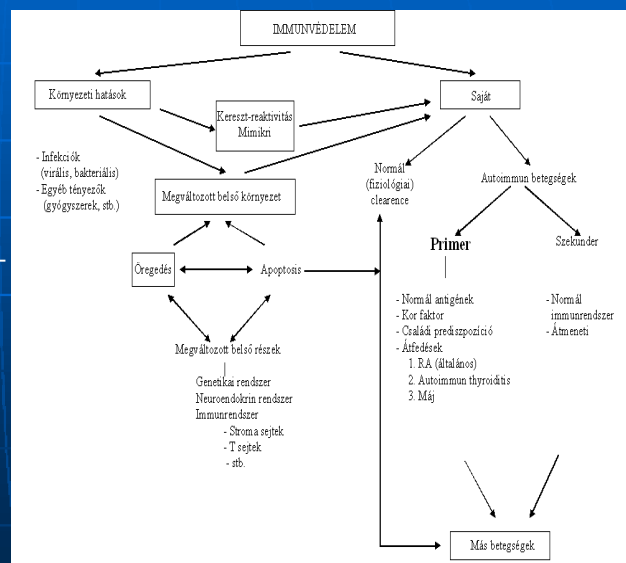 IMMUNVÉDELEM
Környezeti hatások
Saját
Kereszt-reaktivitás
Mimikri
- Infekciók
(virális, bakteriális)
- Egyéb tényezők
(gyógyszerek, stb.)
Normál
(fiziológiai)
clearence
Autoimmun betegségek
Megváltozott belső környezet
Primer
Szekunder
Öregedés
Apoptosis
- Normál antigének
- Kor faktor
- Családi prediszpozíció
- Átfedések
1. RA (általános)
2. Autoimmun thyroiditis
3. Máj
- Normál
immunrendszer
- Átmeneti
Megváltozott belső részek
Genetikai rendszer
Neuroendokrin rendszer
Immunrendszer
- Stroma sejtek
- T sejtek
- stb.
Más betegségek